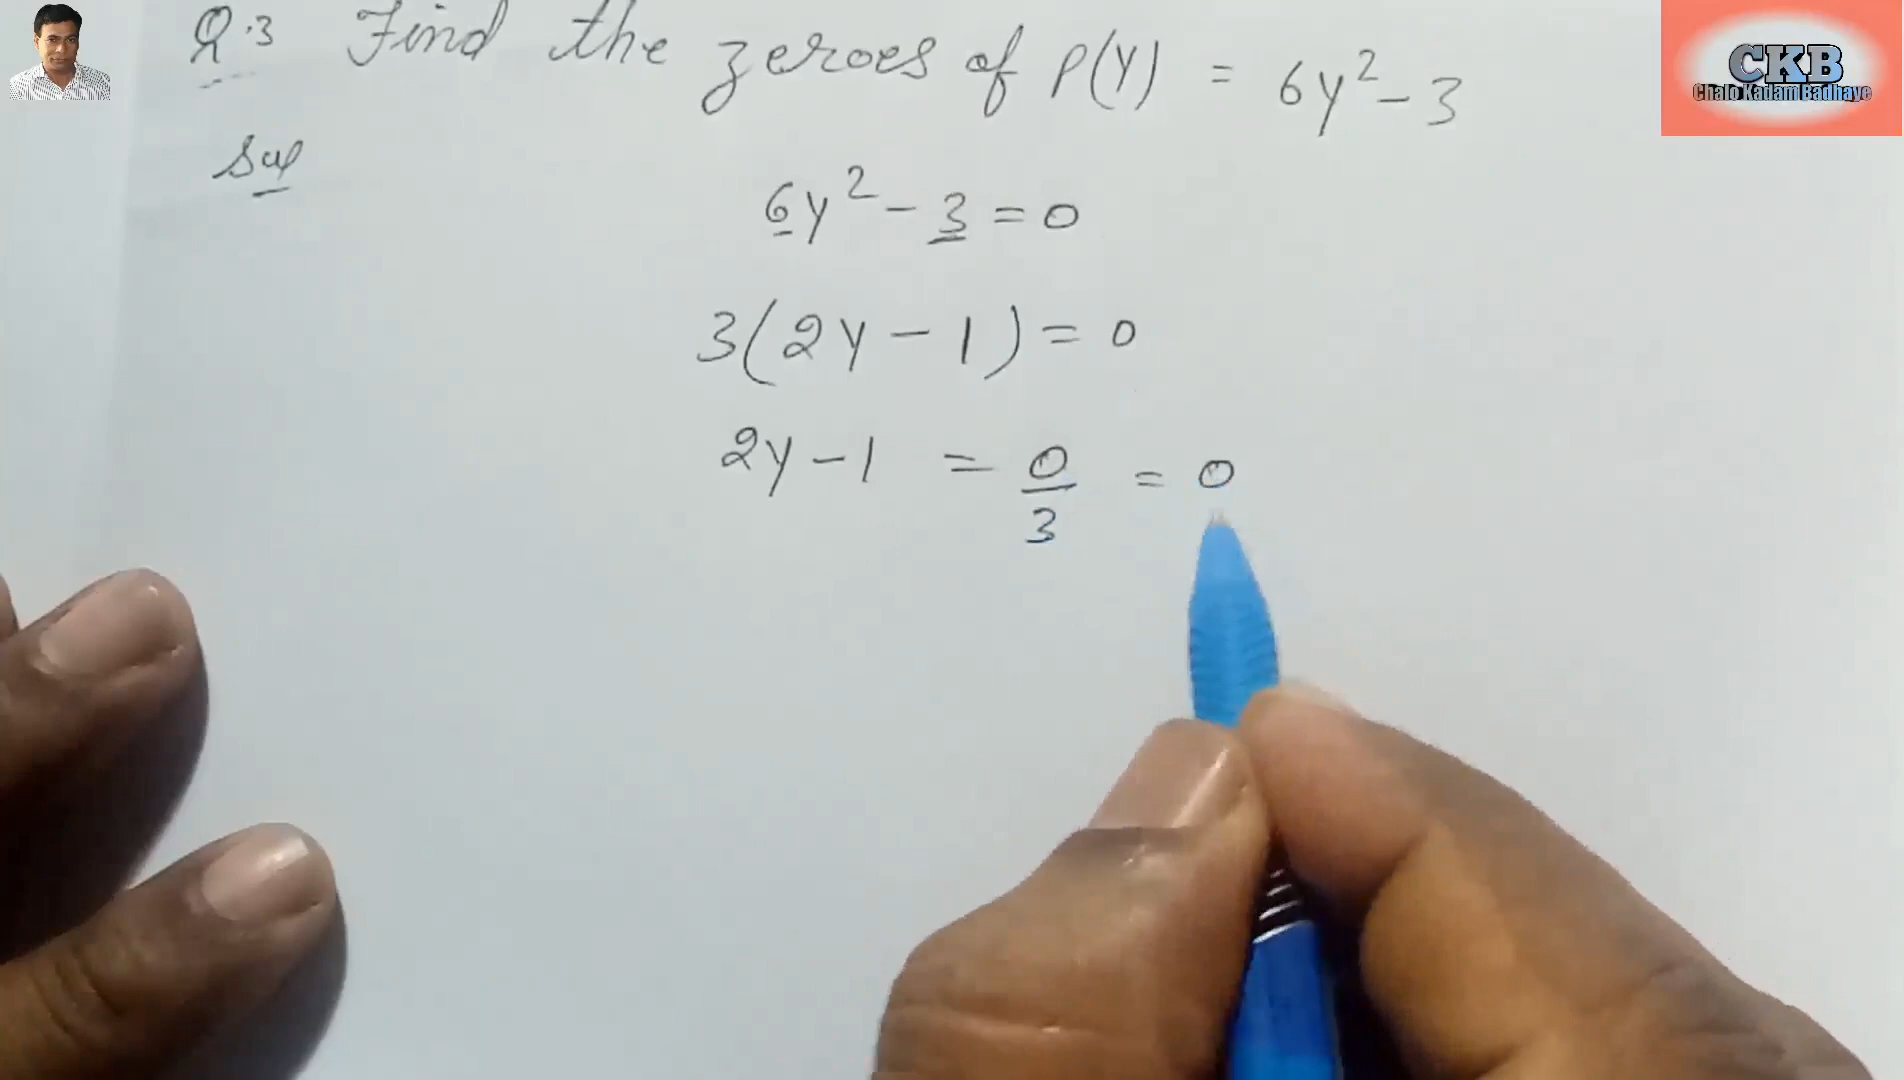 Q.3 Find the zeroes of P(Y) = 6y² - 3
CKB
Chalo Kadam Badhaye
6y² - 3 = 0
3(2y - 1) = 0
2y - 1 = 0/3 = 0